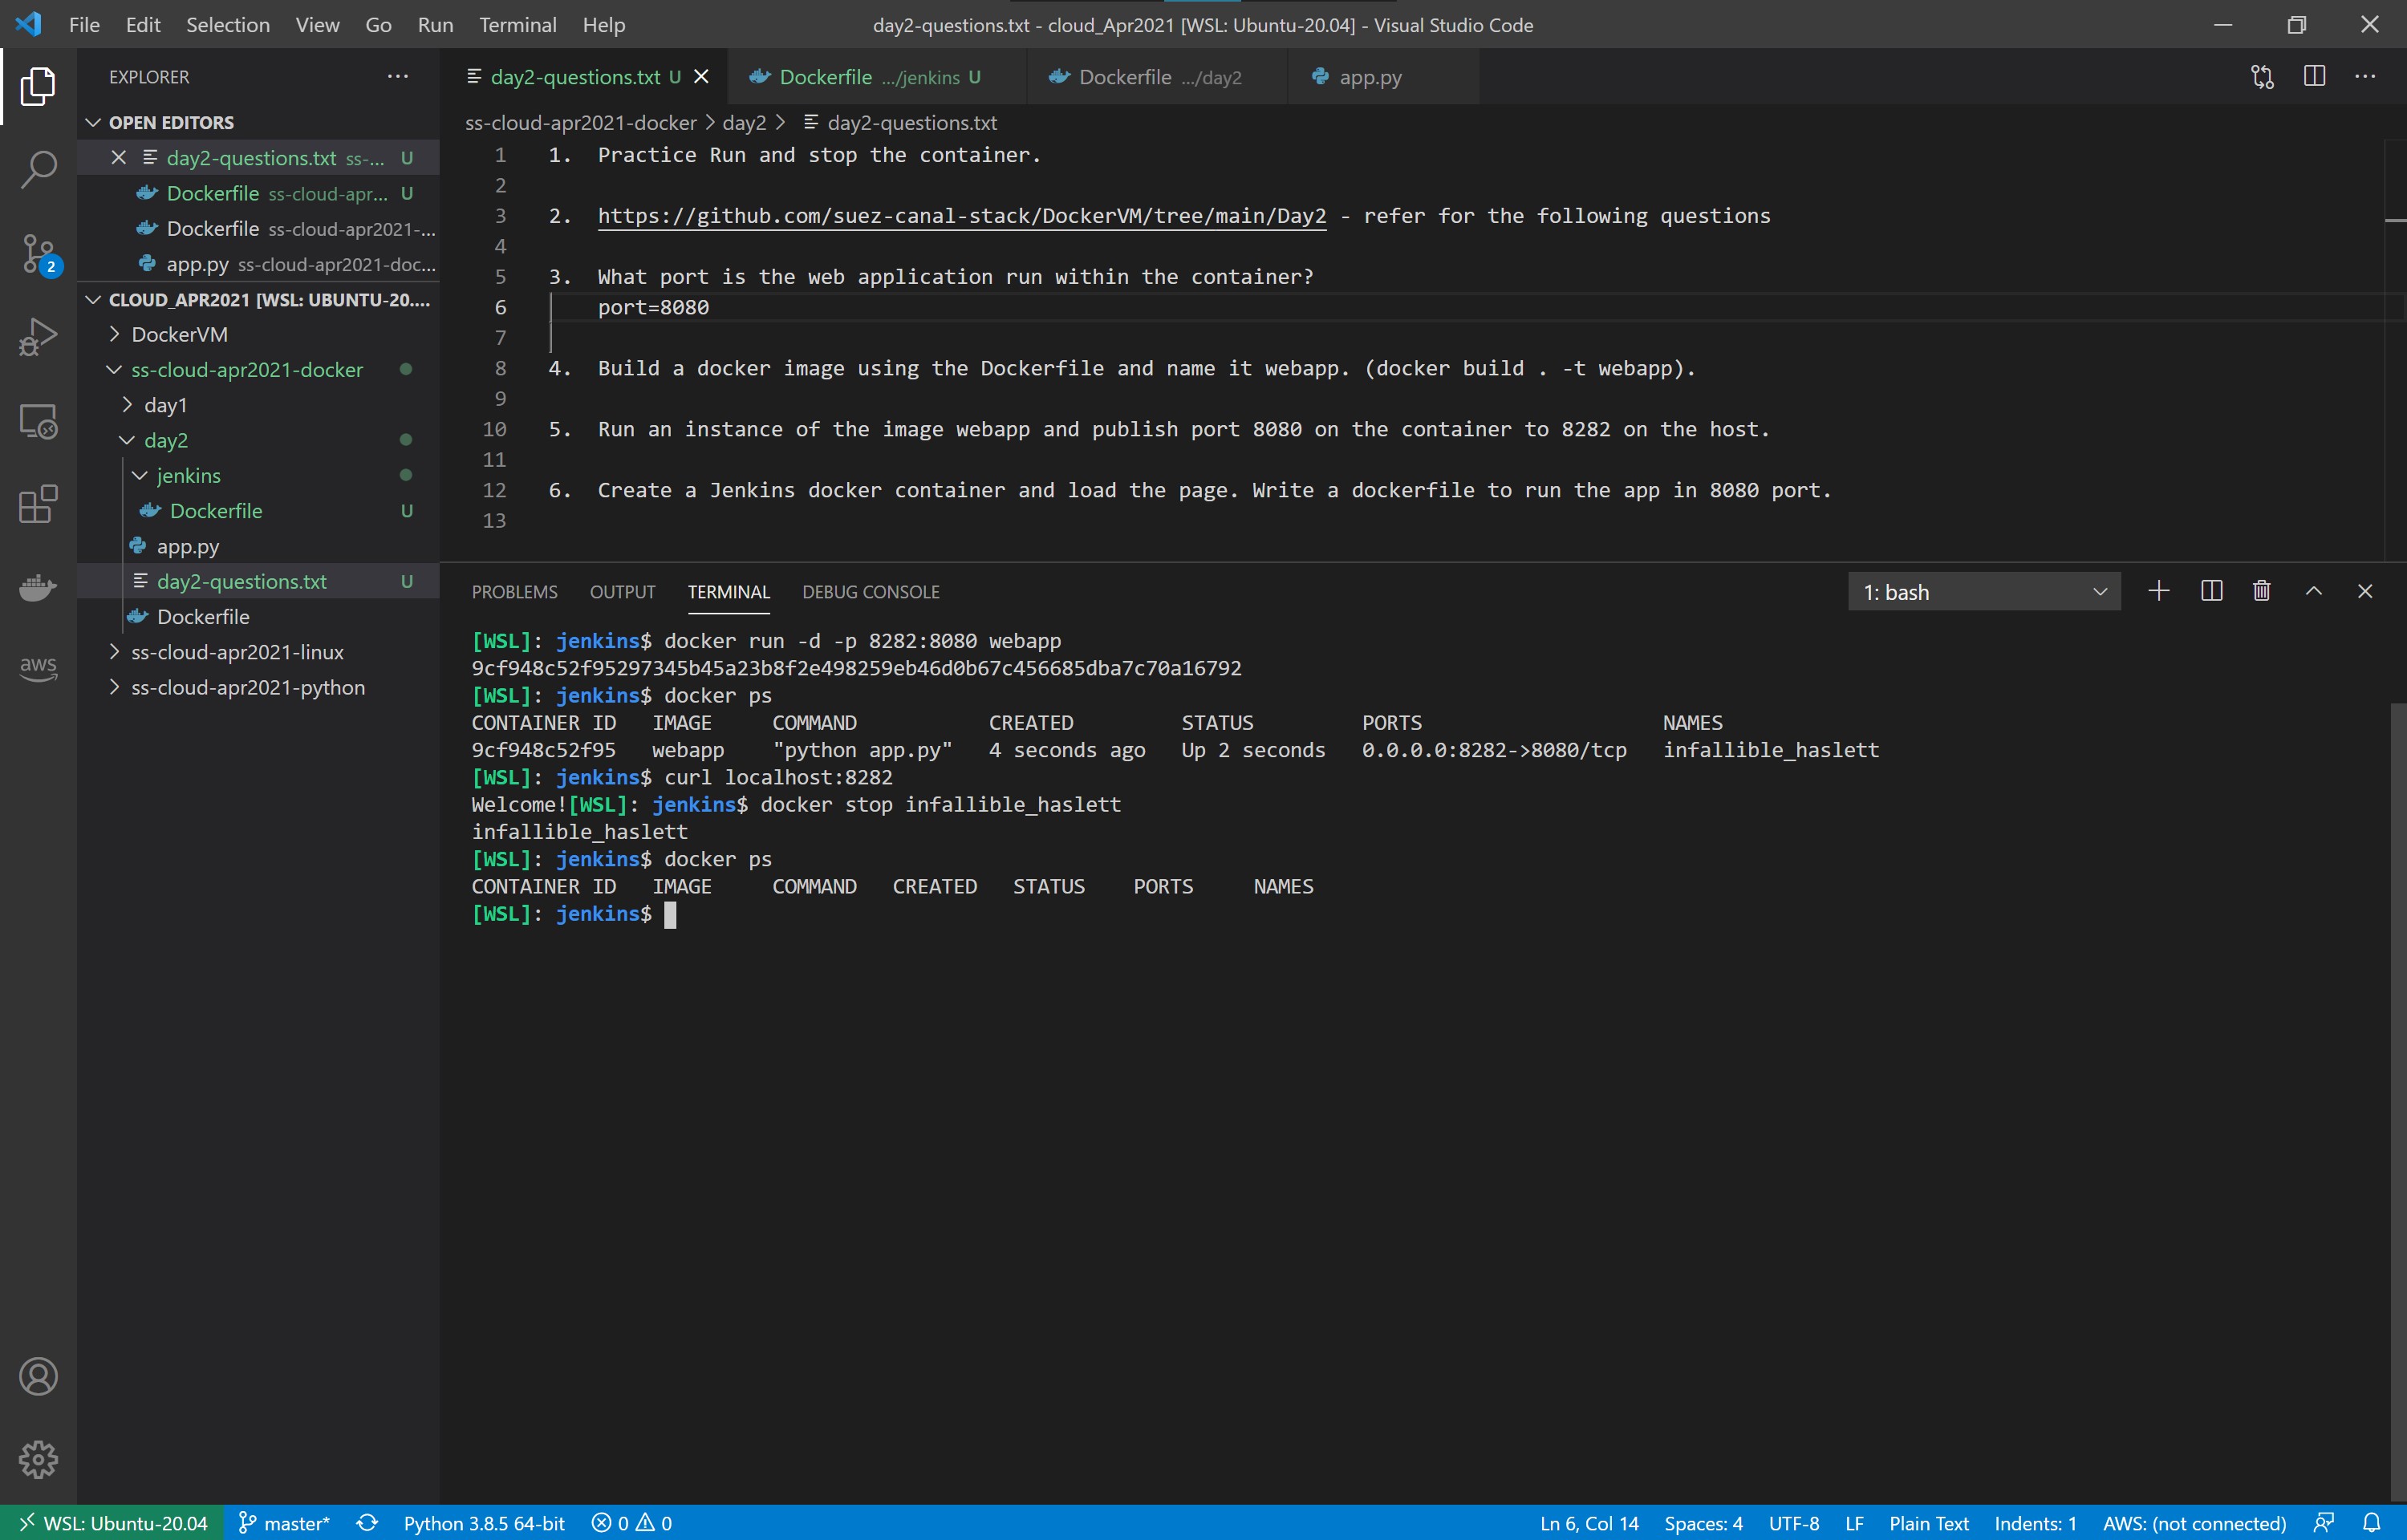 File Edit Selection View Go Run Terminal Help
day2-questions.txt - cloud_Apr2021 [WSL: Ubuntu-20.04] - Visual Studio Code
EXPLORER ···
OPEN EDITORS
day2-questions.txt ss-... U
Dockerfile ss-cloud-apr... U
Dockerfile ss-cloud-apr2021-...
app.py ss-cloud-apr2021-doc...
CLOUD_APR2021 [WSL: UBUNTU-20....
DockerVM
ss-cloud-apr2021-docker
day1
day2
jenkins
Dockerfile U
app.py
day2-questions.txt U
Dockerfile
ss-cloud-apr2021-linux
ss-cloud-apr2021-python
2
aws
day2-questions.txt U
Dockerfile .../jenkins U
Dockerfile .../day2
app.py
ss-cloud-apr2021-docker > day2 > day2-questions.txt
1 1. Practice Run and stop the container.
2
3 2. https://github.com/suez-canal-stack/DockerVM/tree/main/Day2 - refer for the following questions
4
5 3. What port is the web application run within the container?
6 port=8080
7
8 4. Build a docker image using the Dockerfile and name it webapp. (docker build . -t webapp).
9
10 5. Run an instance of the image webapp and publish port 8080 on the container to 8282 on the host.
11
12 6. Create a Jenkins docker container and load the page. Write a dockerfile to run the app in 8080 port.
13
PROBLEMS OUTPUT TERMINAL DEBUG CONSOLE 1: bash
[WSL]: jenkins$ docker run -d -p 8282:8080 webapp
9cf948c52f95297345b45a23b8f2e498259eb46d0b67c456685dba7c70a16792
[WSL]: jenkins$ docker ps
CONTAINER ID IMAGE COMMAND CREATED STATUS PORTS NAMES
9cf948c52f95 webapp "python app.py" 4 seconds ago Up 2 seconds 0.0.0.0:8282->8080/tcp infallible_haslett
[WSL]: jenkins$ curl localhost:8282
Welcome![WSL]: jenkins$ docker stop infallible_haslett
infallible_haslett
[WSL]: jenkins$ docker ps
CONTAINER ID IMAGE COMMAND CREATED STATUS PORTS NAMES
[WSL]: jenkins$
WSL: Ubuntu-20.04 master* Python 3.8.5 64-bit 0 0 Ln 6, Col 14 Spaces: 4 UTF-8 LF Plain Text Indents: 1 AWS: (not connected)